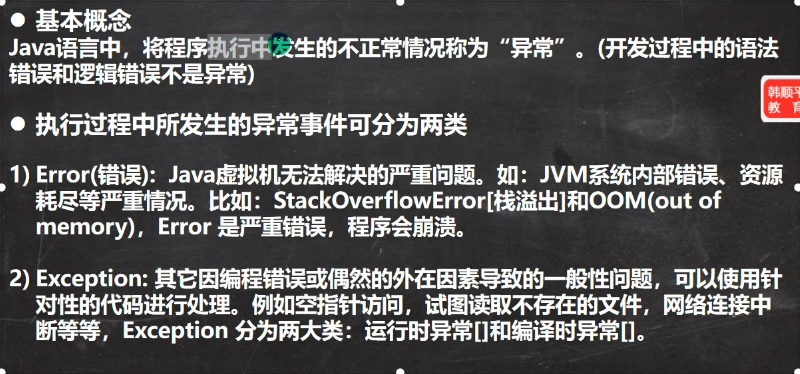 ● 基本概念
Java语言中，将程序执行中发生的不正常情况称为“异常”。(开发过程中的语法
错误和逻辑错误不是异常)
● 执行过程中所发生的异常事件可分为两类
1) Error(错误)：Java虚拟机无法解决的严重问题。如：JVM系统内部错误、资源
耗尽等严重情况。比如：StackOverflowError[栈溢出]和OOM(out of
memory)，Error 是严重错误，程序会崩溃。
2) Exception: 其它因编程错误或偶然的外在因素导致的一般性问题，可以使用针
对性的代码进行处理。例如空指针访问，试图读取不存在的文件，网络连接中
断等等，Exception 分为两大类：运行时异常[]和编译时异常[]。
韩顺平
教 育